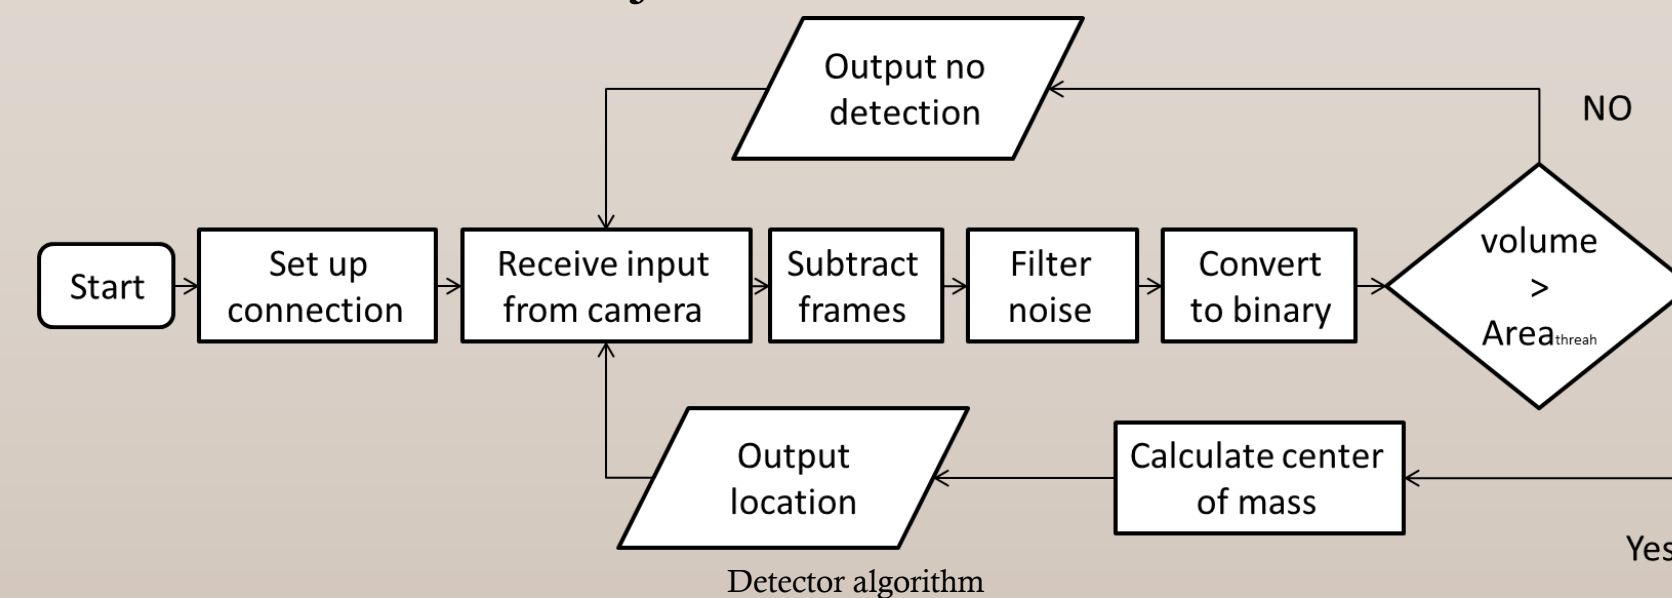 Output no
detection
NO
Start
Set up
connection
Receive input
from camera
Subtract
frames
Filter
noise
Convert
to binary
volume
>
Areathreah
Output
location
Calculate center
of mass
Yes
Detector algorithm